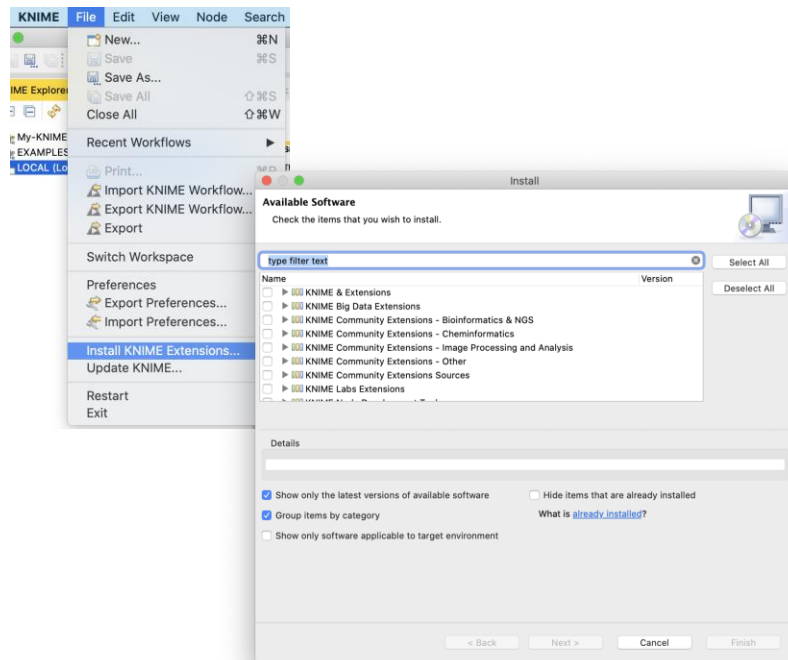 KNIME File Edit View Node Search
New... ⌘N
Save ⌘S
Save As...
Save All ⇧⌘S
Close All ⇧⌘W
Recent Workflows
Print...
Import KNIME Workflow...
Export KNIME Workflow...
Export
Switch Workspace
Preferences
Export Preferences...
Import Preferences...
Install KNIME Extensions...
Update KNIME...
Restart
Exit
IME Explorer
My-KNIME
EXAMPLES
LOCAL (Lo
Install
Available Software
Check the items that you wish to install.
type filter text
Select All
Deselect All
Name Version
KNIME & Extensions
KNIME Big Data Extensions
KNIME Community Extensions - Bioinformatics & NGS
KNIME Community Extensions - Cheminformatics
KNIME Community Extensions - Image Processing and Analysis
KNIME Community Extensions - Other
KNIME Community Extensions Sources
KNIME Labs Extensions
Details
Show only the latest versions of available software
Hide items that are already installed
Group items by category
What is already installed?
Show only software applicable to target environment
< Back Next > Cancel Finish